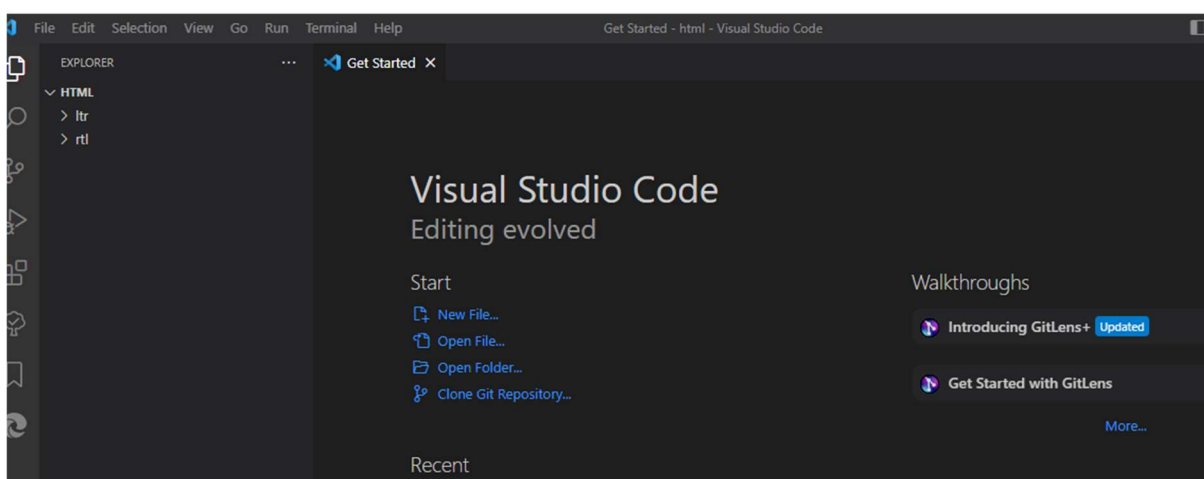 File Edit Selection View Go Run Terminal Help
Get Started - html - Visual Studio Code
EXPLORER
HTML
ltr
rtl
Get Started
Visual Studio Code
Editing evolved
Start
New File...
Open File...
Open Folder...
Clone Git Repository...
Recent
Walkthroughs
Introducing GitLens+ Updated
Get Started with GitLens
More...